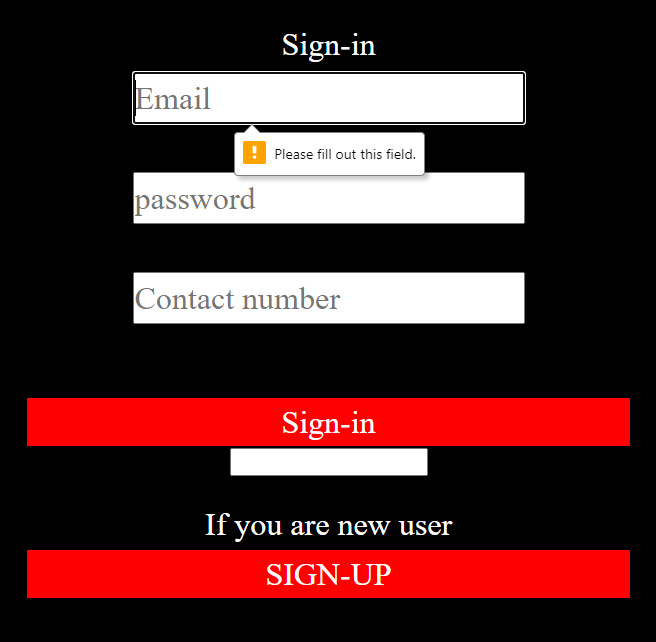 Sign-in
Email
Please fill out this field.
password
Contact number
Sign-in
If you are new user
SIGN-UP